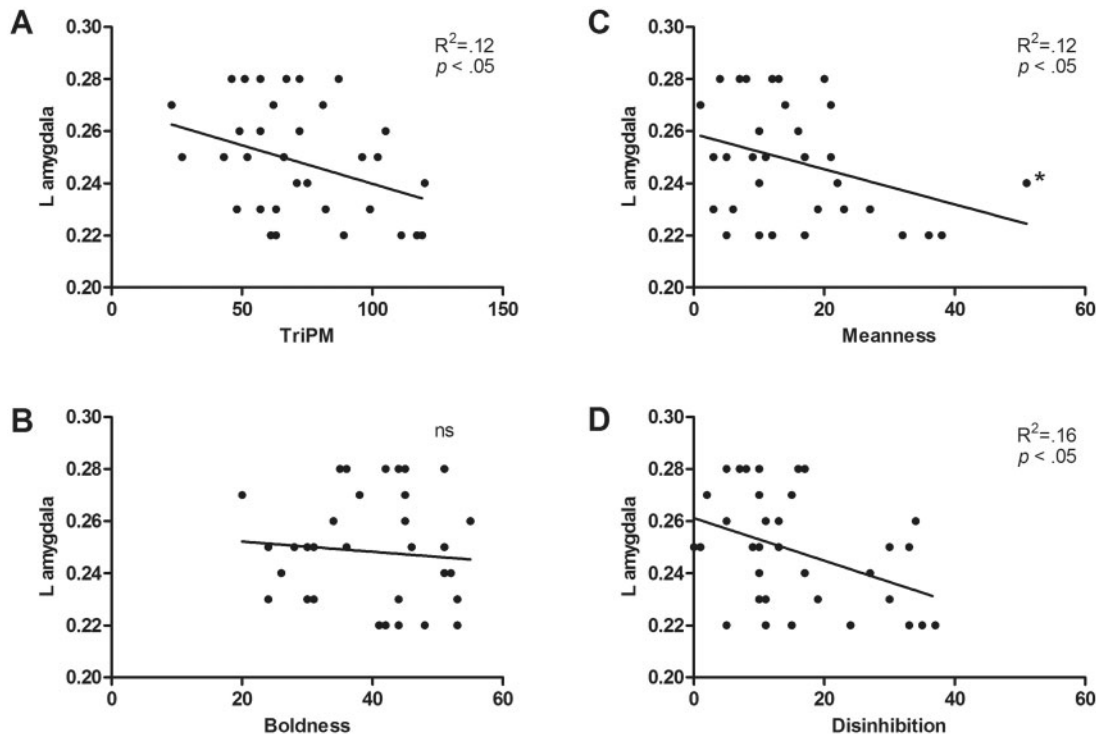 A
R²=.12
p < .05
L amygdala
0.30
0.28
0.26
0.24
0.22
0.20
0
50
100
150
TriPM
C
R²=.12
p < .05
L amygdala
0.30
0.28
0.26
0.24
0.22
0.20
*
0
20
40
60
Meanness
B
ns
L amygdala
0.30
0.28
0.26
0.24
0.22
0.20
0
20
40
60
Boldness
D
R²=.16
p < .05
L amygdala
0.30
0.28
0.26
0.24
0.22
0.20
0
20
40
60
Disinhibition